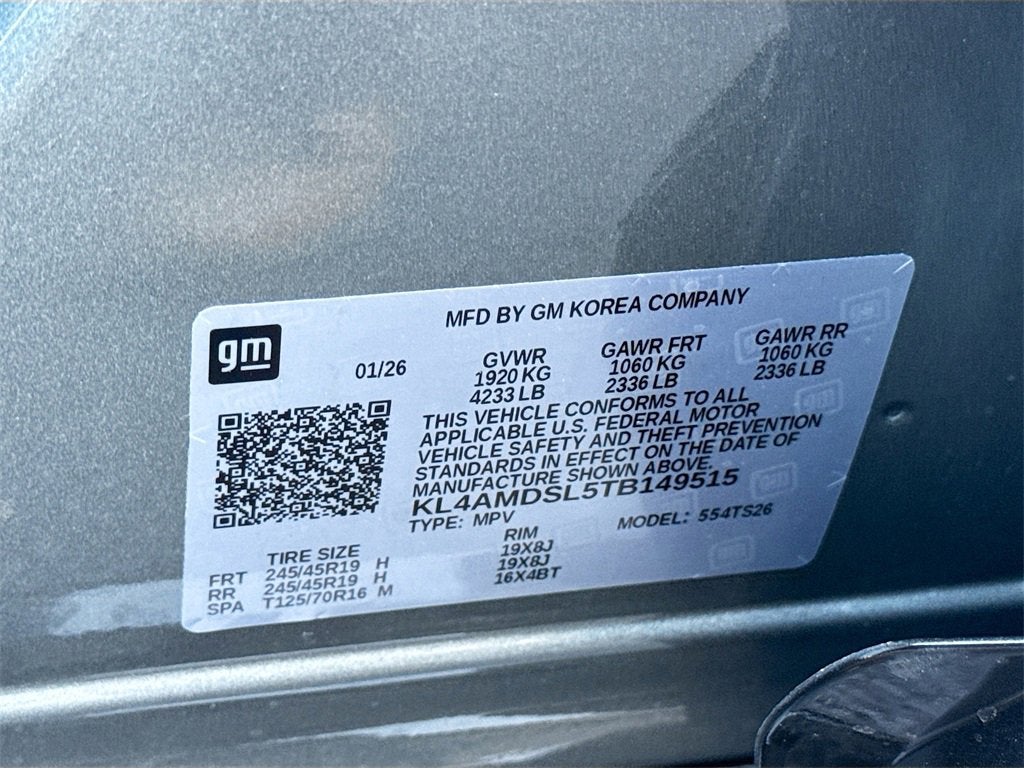 MFD BY GM KOREA COMPANY
gm
01/26
GVWR
1920 KG
4233 LB
GAWR FRT
1060 KG
2336 LB
GAWR RR
1060 KG
2336 LB
THIS VEHICLE CONFORMS TO ALL
APPLICABLE U.S. FEDERAL MOTOR
VEHICLE SAFETY AND THEFT PREVENTION
STANDARDS IN EFFECT ON THE DATE OF
MANUFACTURE SHOWN ABOVE.
KL4AMDSL5TB149515
TYPE: MPV
MODEL: 554TS26
TIRE SIZE
RIM
FRT 245/45R19 H 19X8J
RR 245/45R19 H 19X8J
SPA T125/70R16 M 16X4BT